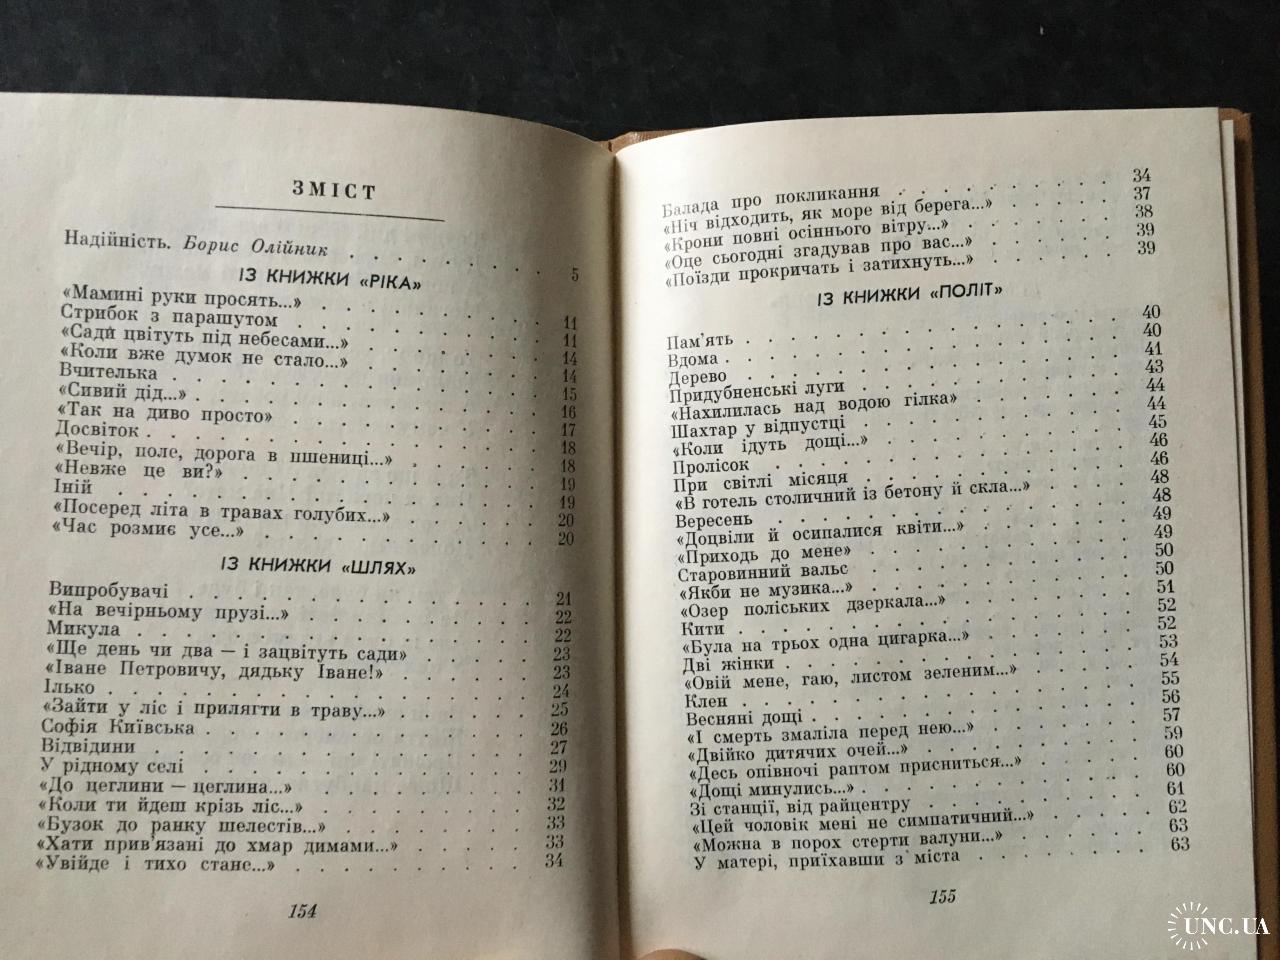 ЗМІСТ
Надійність. Борис Олійник . . . . . . . . 5
ІЗ КНИЖКИ «РІКА»
«Мамині руки просять...» . . . . . . . . 11
Стрибок з парашутом . . . . . . . . 11
«Сади цвітуть під небесами...» . . . . . . . . 14
«Коли вже думок не стало...» . . . . . . . . 14
Вчителька . . . . . . . . 15
«Сивий дід...» . . . . . . . . 16
«Так на диво просто» . . . . . . . . 17
Досвіток . . . . . . . . 18
«Вечір, поле, дорога в пшениці...» . . . . . . . . 18
«Невже це ви?» . . . . . . . . 19
Іній . . . . . . . . 19
«Посеред літа в травах голубих...» . . . . . . . . 20
«Час розмиє усе...» . . . . . . . . 20
ІЗ КНИЖКИ «ШЛЯХ»
Випробувачі . . . . . . . . 21
«На вечірньому прузі...» . . . . . . . . 22
Микула . . . . . . . . 22
«Ще день чи два — і зацвітуть сади» . . . . . . 23
«Іване Петровичу, дядьку Іване!» . . . . . . . 23
Ілько . . . . . . . . 24
«Зайти у ліс і прилягти в траву...» . . . . . . . 25
Софія Київська . . . . . . . . 26
Відвідини . . . . . . . . 27
У рідному селі . . . . . . . . 29
«До цеглини — цеглина...» . . . . . . . . 31
«Коли ти йдеш крізь ліс...» . . . . . . . . 32
«Бузок до ранку шелестів...» . . . . . . . . 33
«Хати прив'язані до хмар димами...» . . . . . . 33
«Увійде і тихо стане...» . . . . . . . . 34
154
Балада про покликання . . . . . . . . 34
«Ніч відходить, як море від берега...» . . . . . 37
«Крони повні осіннього вітру...» . . . . . . . 38
«Оце сьогодні згадував про вас...» . . . . . . . 39
«Поїзди прокричать і затихнуть...» . . . . . . . 39
ІЗ КНИЖКИ «ПОЛІТ»
Пам'ять . . . . . . . . 40
Вдома . . . . . . . . 40
Дерево . . . . . . . . 41
Придубненські луги . . . . . . . . 43
«Нахилилась над водою гілка» . . . . . . . . 44
Шахтар у відпустці . . . . . . . . 44
«Коли ідуть дощі...» . . . . . . . . 45
Пролісок . . . . . . . . 46
При світлі місяця . . . . . . . . 46
«В готель столичний із бетону й скла...» . . . . . 48
Вересень . . . . . . . . 48
«Доцвіли й осипалися квіти...» . . . . . . . . 49
«Приходь до мене» . . . . . . . . 49
Старовинний вальс . . . . . . . . 50
«Якби не музика...» . . . . . . . . 50
«Озер поліських дзеркала...» . . . . . . . . 51
Кити . . . . . . . . 52
«Була на трьох одна цигарка...» . . . . . . . . 52
Дві жінки . . . . . . . . 53
«Овій мене, гаю, листом зеленим...» . . . . . . 54
Клен . . . . . . . . 55
Весняні дощі . . . . . . . . 56
«І смерть змаліла перед нею...» . . . . . . . . 57
«Двійко дитячих очей...» . . . . . . . . 59
«Десь опівночі раптом присниться...» . . . . . . 60
«Дощі минулись...» . . . . . . . . 60
Зі станції, від райцентру . . . . . . . . 61
«Цей чоловік мені не симпатичний...» . . . . . . 62
«Можна в порох стерти валуни...» . . . . . . . 63
У матері, приїхавши з міста . . . . . . . . 63
155
UNC.UA